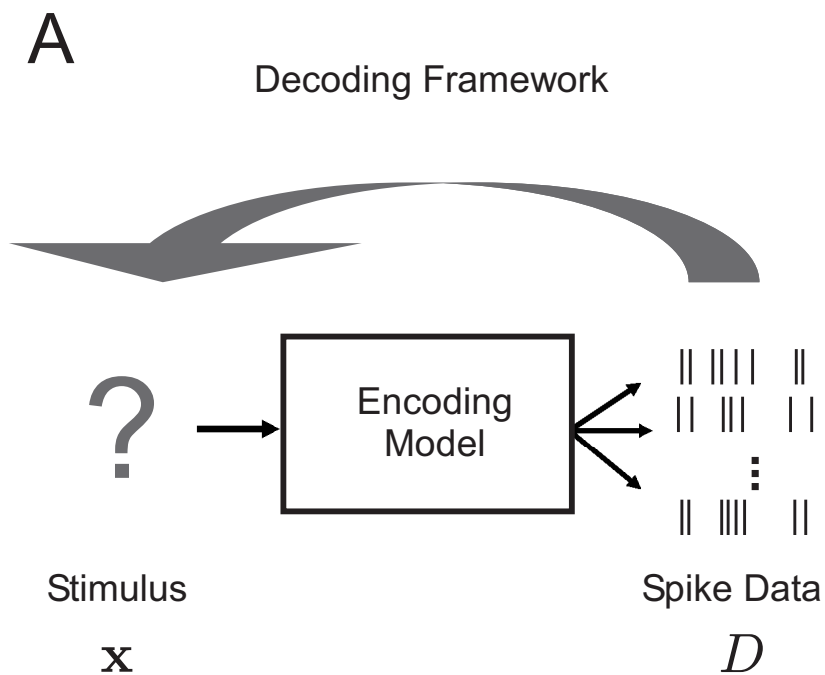 A
Decoding Framework
?
Encoding
Model
Stimulus
Spike Data
x
D